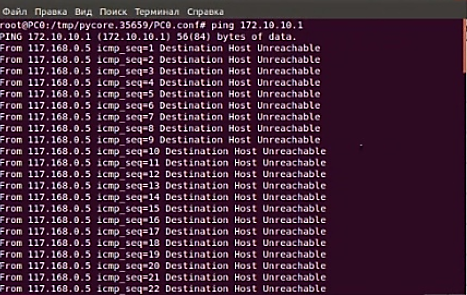 Файл Правка Вид Поиск Терминал Справка
root@PC0:/tmp/pycore.35659/PC0.conf# ping 172.10.10.1
PING 172.10.10.1 (172.10.10.1) 56(84) bytes of data.
From 117.168.0.5 icmp_seq=1 Destination Host Unreachable
From 117.168.0.5 icmp_seq=2 Destination Host Unreachable
From 117.168.0.5 icmp_seq=3 Destination Host Unreachable
From 117.168.0.5 icmp_seq=4 Destination Host Unreachable
From 117.168.0.5 icmp_seq=5 Destination Host Unreachable
From 117.168.0.5 icmp_seq=6 Destination Host Unreachable
From 117.168.0.5 icmp_seq=7 Destination Host Unreachable
From 117.168.0.5 icmp_seq=8 Destination Host Unreachable
From 117.168.0.5 icmp_seq=9 Destination Host Unreachable
From 117.168.0.5 icmp_seq=10 Destination Host Unreachable
From 117.168.0.5 icmp_seq=11 Destination Host Unreachable
From 117.168.0.5 icmp_seq=12 Destination Host Unreachable
From 117.168.0.5 icmp_seq=13 Destination Host Unreachable
From 117.168.0.5 icmp_seq=14 Destination Host Unreachable
From 117.168.0.5 icmp_seq=15 Destination Host Unreachable
From 117.168.0.5 icmp_seq=16 Destination Host Unreachable
From 117.168.0.5 icmp_seq=17 Destination Host Unreachable
From 117.168.0.5 icmp_seq=18 Destination Host Unreachable
From 117.168.0.5 icmp_seq=19 Destination Host Unreachable
From 117.168.0.5 icmp_seq=20 Destination Host Unreachable
From 117.168.0.5 icmp_seq=21 Destination Host Unreachable
From 117.168.0.5 icmp_seq=22 Destination Host Unreachable